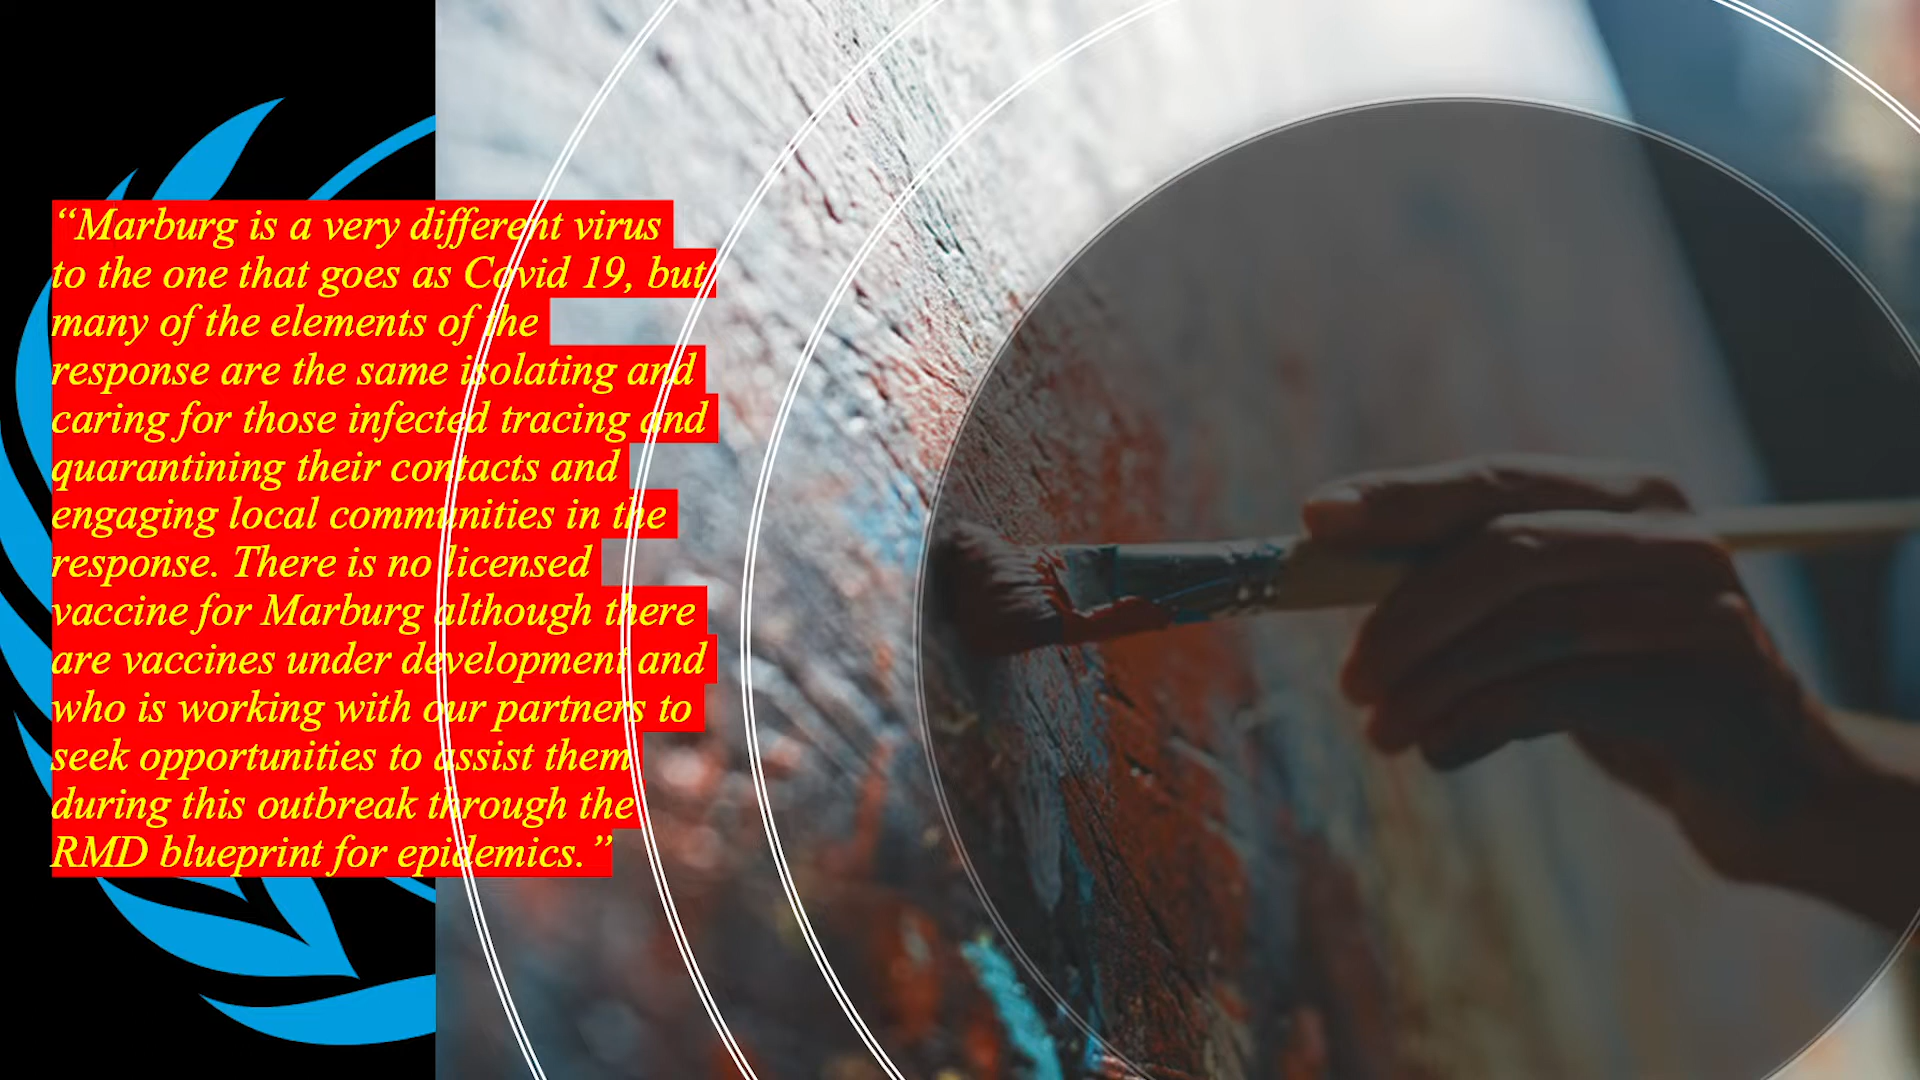 “Marburg is a very different virus
to the one that goes as Covid 19, but
many of the elements of the
response are the same isolating and
caring for those infected tracing and
quarantining their contacts and
engaging local communities in the
response. There is no licensed
vaccine for Marburg although there
are vaccines under development and
who is working with our partners to
seek opportunities to assist them
during this outbreak through the
RMD blueprint for epidemics.”